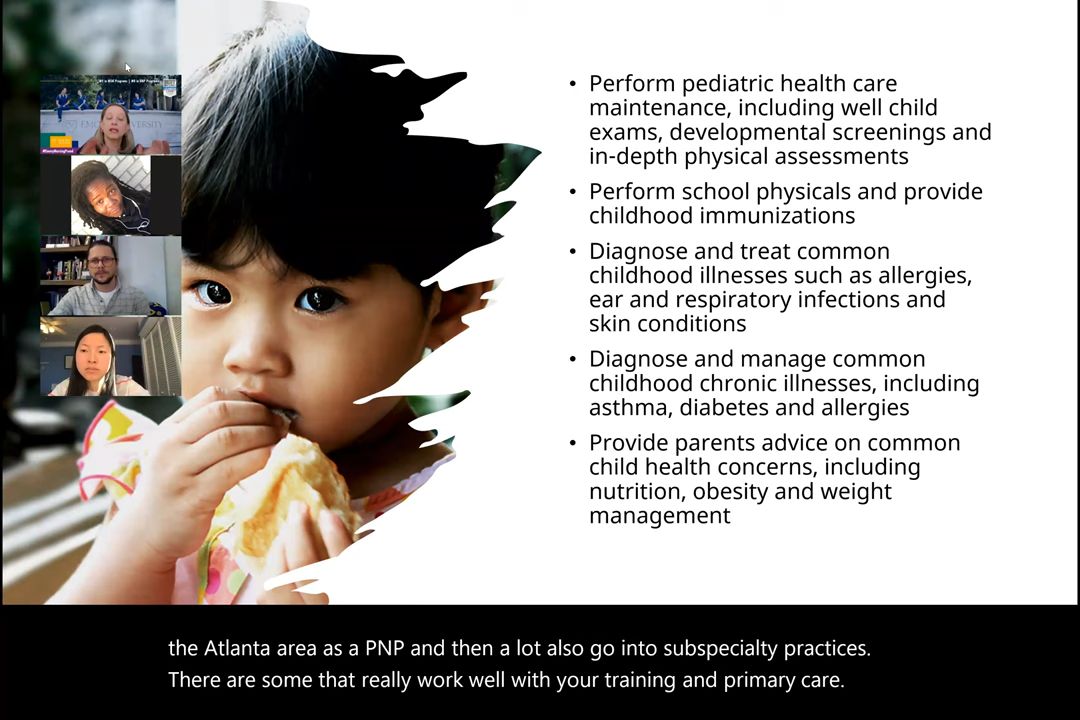 EMORY UNIVERSITY
• Perform pediatric health care
maintenance, including well child
exams, developmental screenings and
in-depth physical assessments
• Perform school physicals and provide
childhood immunizations
• Diagnose and treat common
childhood illnesses such as allergies,
ear and respiratory infections and
skin conditions
• Diagnose and manage common
childhood chronic illnesses, including
asthma, diabetes and allergies
• Provide parents advice on common
child health concerns, including
nutrition, obesity and weight
management
the Atlanta area as a PNP and then a lot also go into subspecialty practices.
There are some that really work well with your training and primary care.